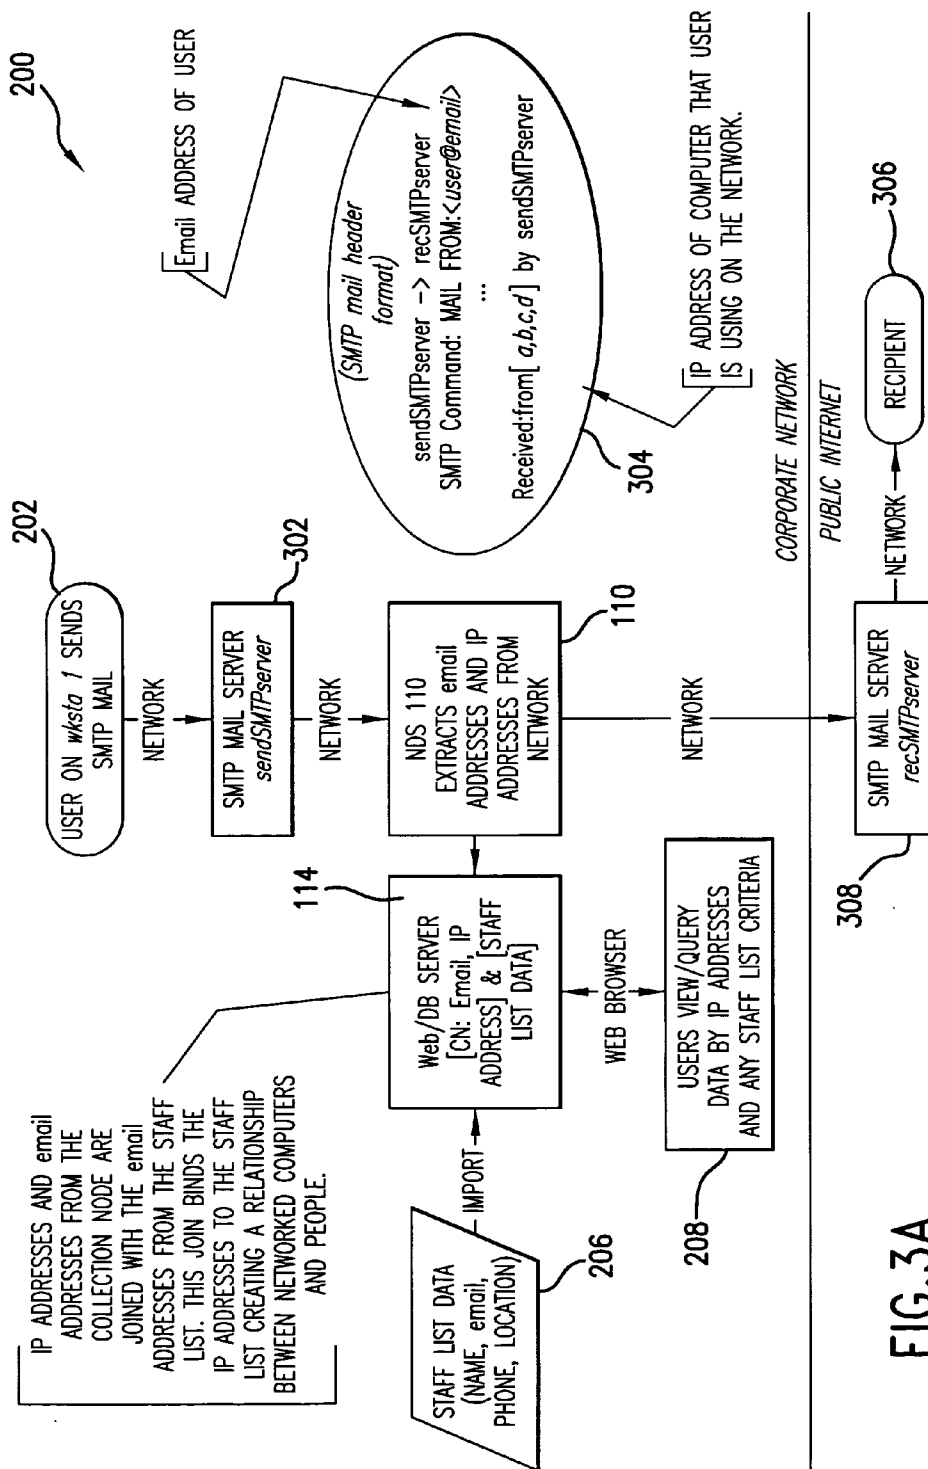 200
Email ADDRESS OF USER
(SMTP mail header
format)
sendSMTPserver -> recSMTPserver
SMTP Command: MAIL FROM:<user@email>
...
Received:from[ a,b,c,d] by sendSMTPserver
304
IP ADDRESS OF COMPUTER THAT USER
IS USING ON THE NETWORK.
202
USER ON wksta 1 SENDS
SMTP MAIL
NETWORK
302
SMTP MAIL SERVER
sendSMTPserver
NETWORK
110
NDS 110
EXTRACTS email
ADDRESSES AND IP
ADDRESSES FROM
NETWORK
NETWORK
CORPORATE NETWORK
PUBLIC INTERNET
308
SMTP MAIL SERVER
recSMTPserver
NETWORK
RECIPIENT
306
IP ADDRESSES AND email
ADDRESSES FROM THE
COLLECTION NODE ARE
JOINED WITH THE email
ADDRESSES FROM THE STAFF
LIST. THIS JOIN BINDS THE
IP ADDRESSES TO THE STAFF
LIST CREATING A RELATIONSHIP
BETWEEN NETWORKED COMPUTERS
AND PEOPLE.
114
Web/DB SERVER
[CN: Email, IP
ADDRESS] & [STAFF
LIST DATA]
STAFF LIST DATA
(NAME, email,
PHONE, LOCATION)
206
IMPORT
WEB BROWSER
USERS VIEW/QUERY
DATA BY IP ADDRESSES
AND ANY STAFF LIST CRITERIA
208
FIG.3A